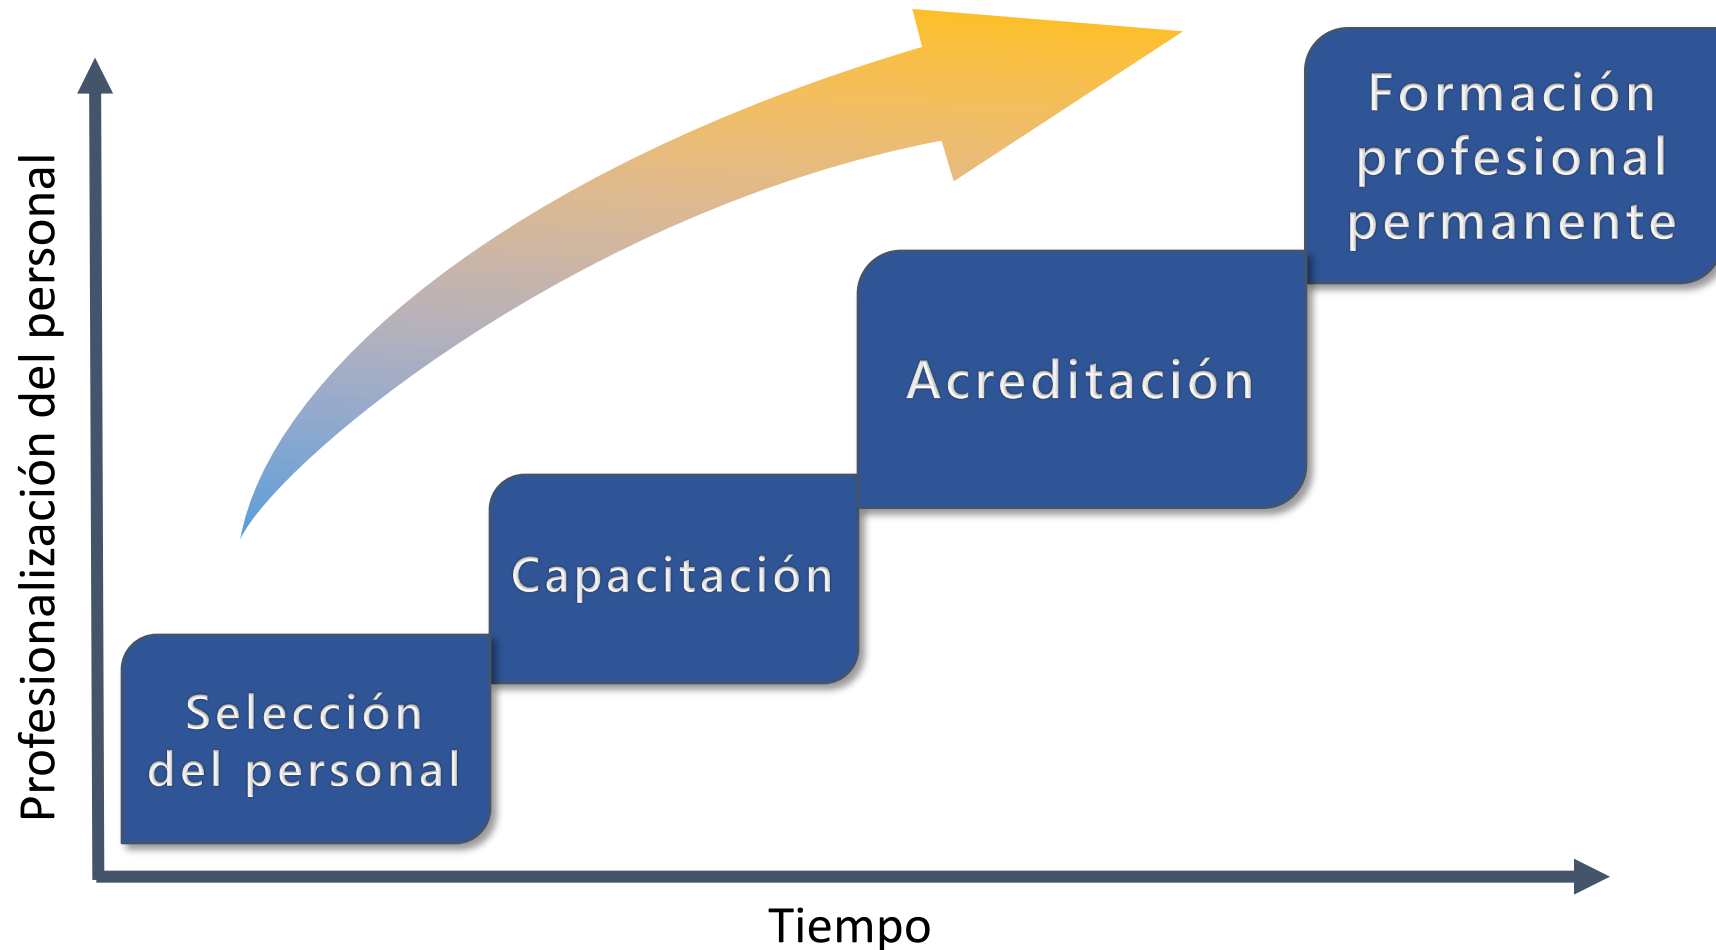 Profesionalización del personal
Formación
profesional
permanente
Acreditación
Capacitación
Selección
del personal
Tiempo